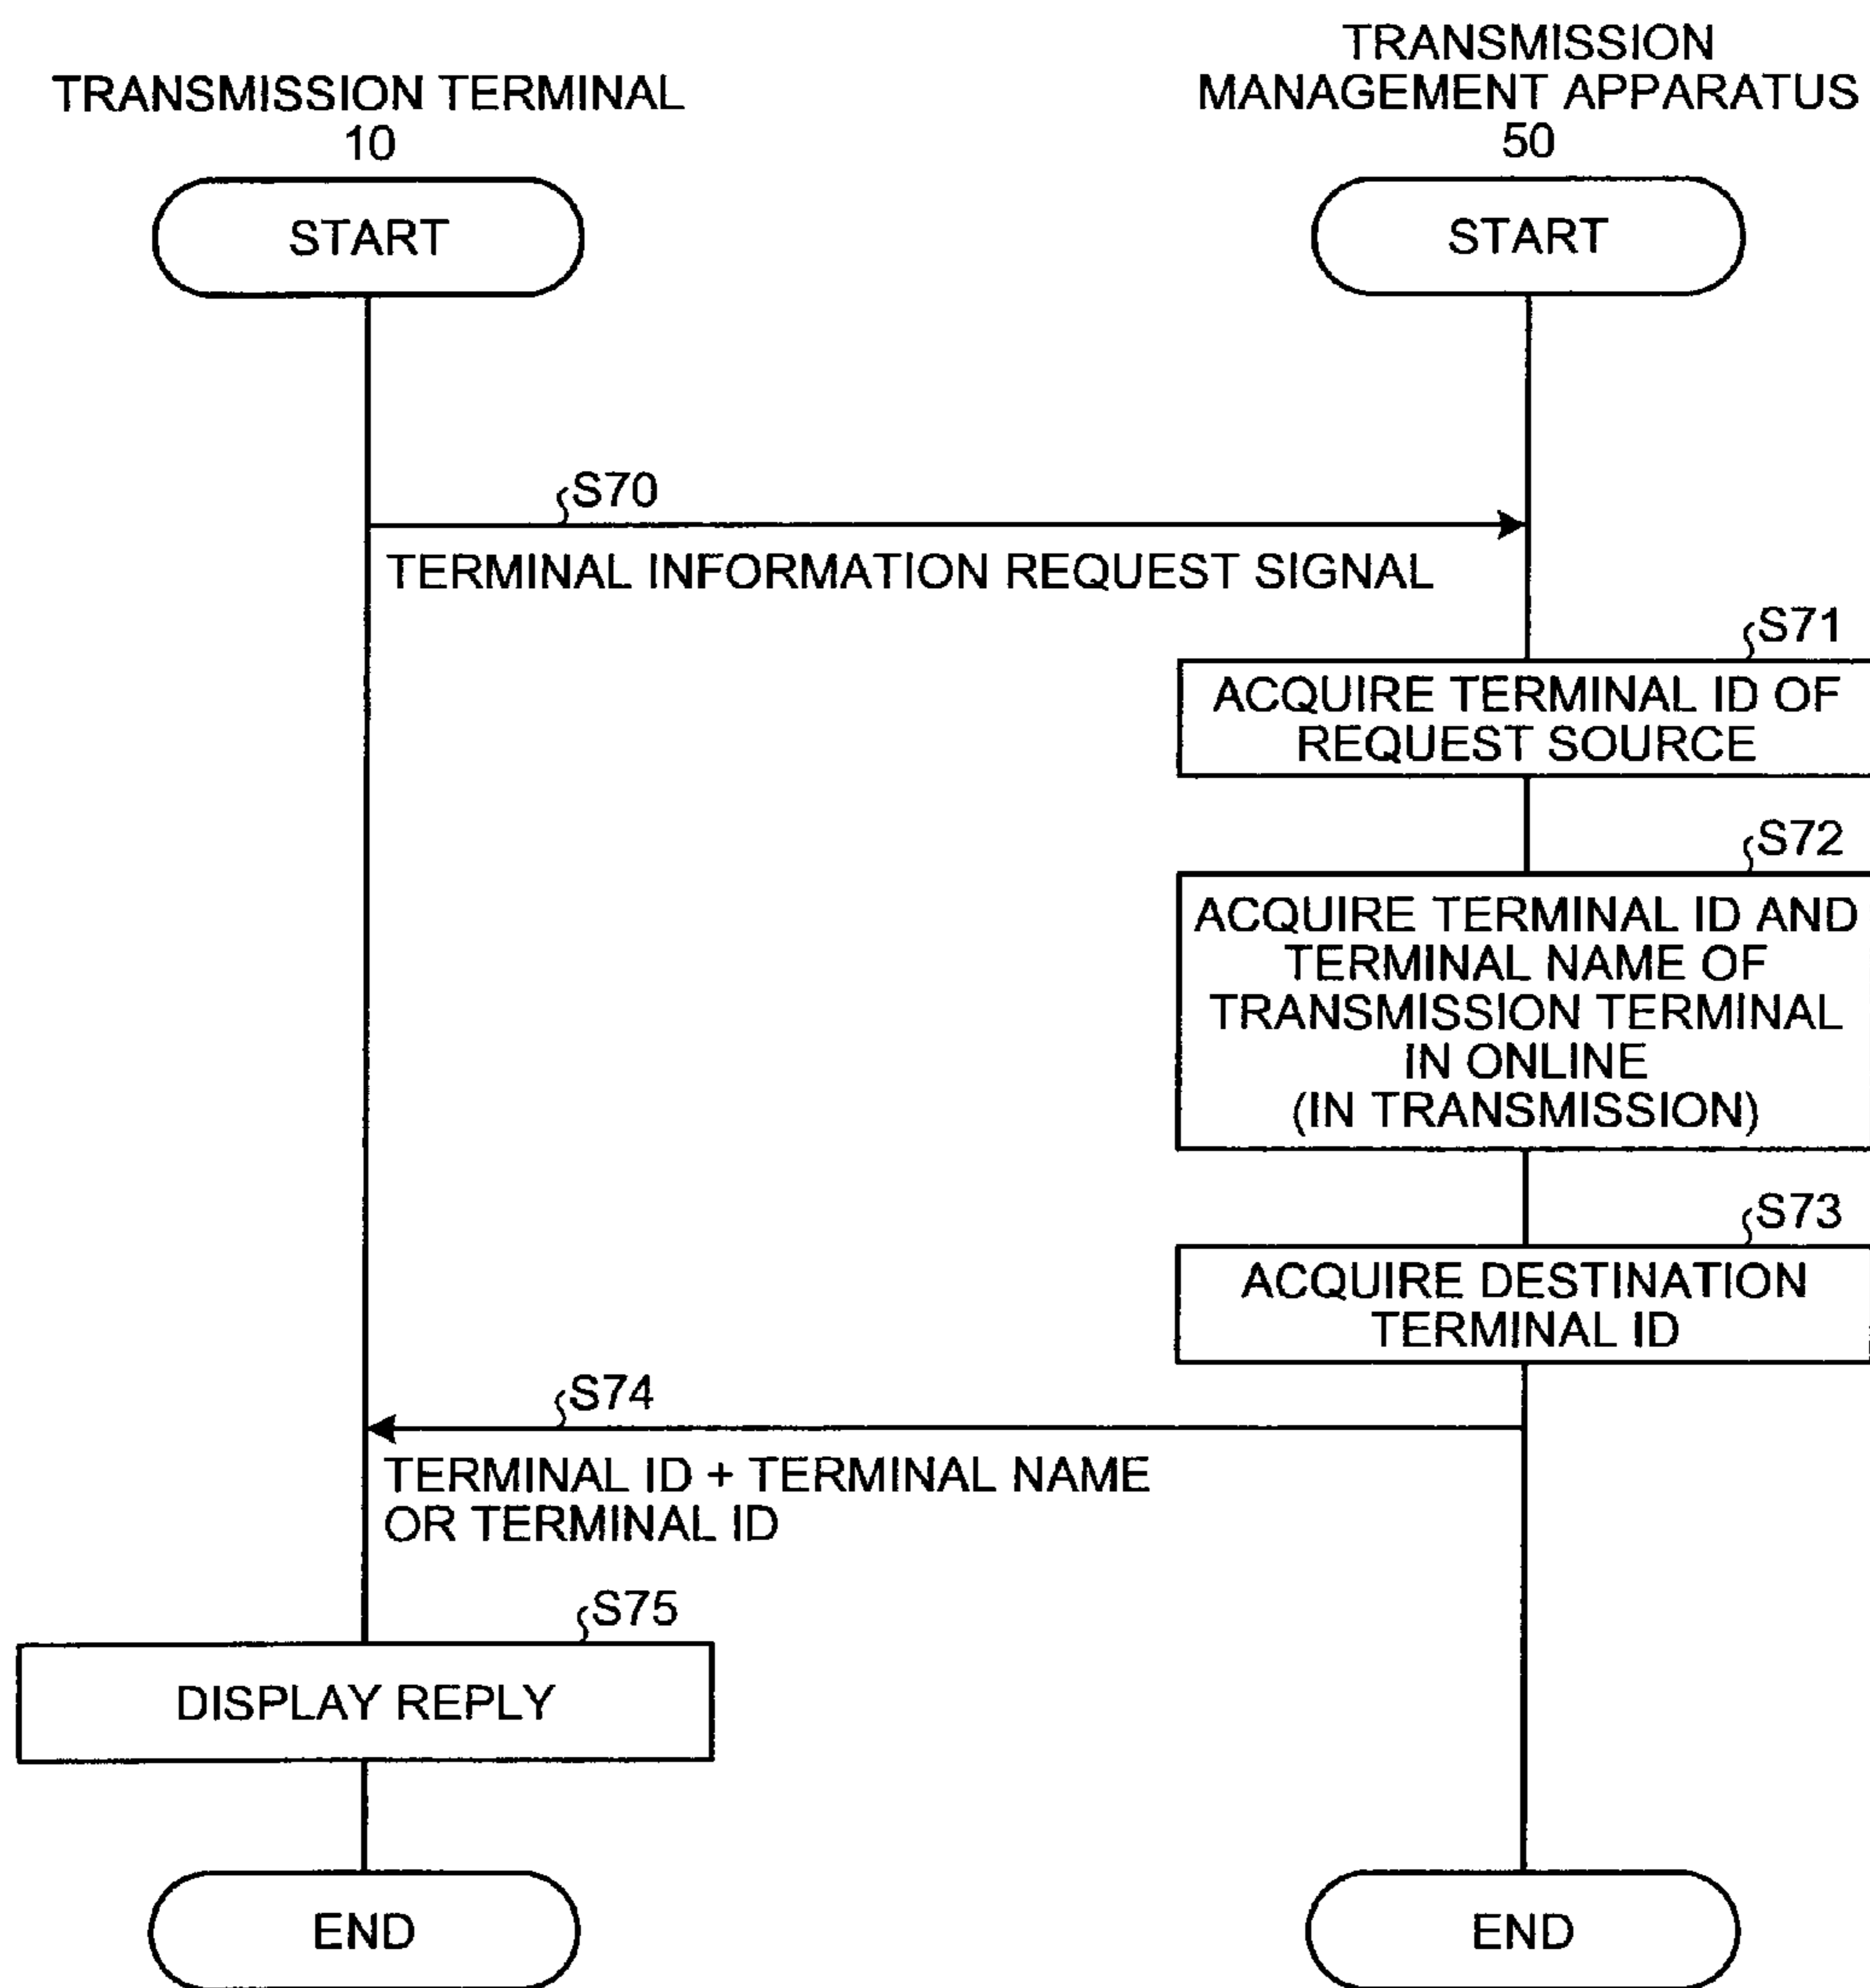 TRANSMISSION TERMINAL
10
TRANSMISSION
MANAGEMENT APPARATUS
50
START
START
S70
TERMINAL INFORMATION REQUEST SIGNAL
S71
ACQUIRE TERMINAL ID OF
REQUEST SOURCE
S72
ACQUIRE TERMINAL ID AND
TERMINAL NAME OF
TRANSMISSION TERMINAL
IN ONLINE
(IN TRANSMISSION)
S73
ACQUIRE DESTINATION
TERMINAL ID
S74
TERMINAL ID + TERMINAL NAME
OR TERMINAL ID
S75
DISPLAY REPLY
END
END